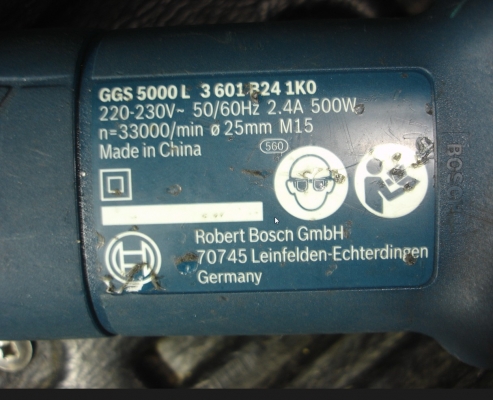 GGS 5000 L 3 601 B24 1K0
220-230V~ 50/60Hz 2.4A 500W
n=33000/min ø 25mm M15
Made in China
560
Robert Bosch GmbH
70745 Leinfelden-Echterdingen
Germany
BOSCH